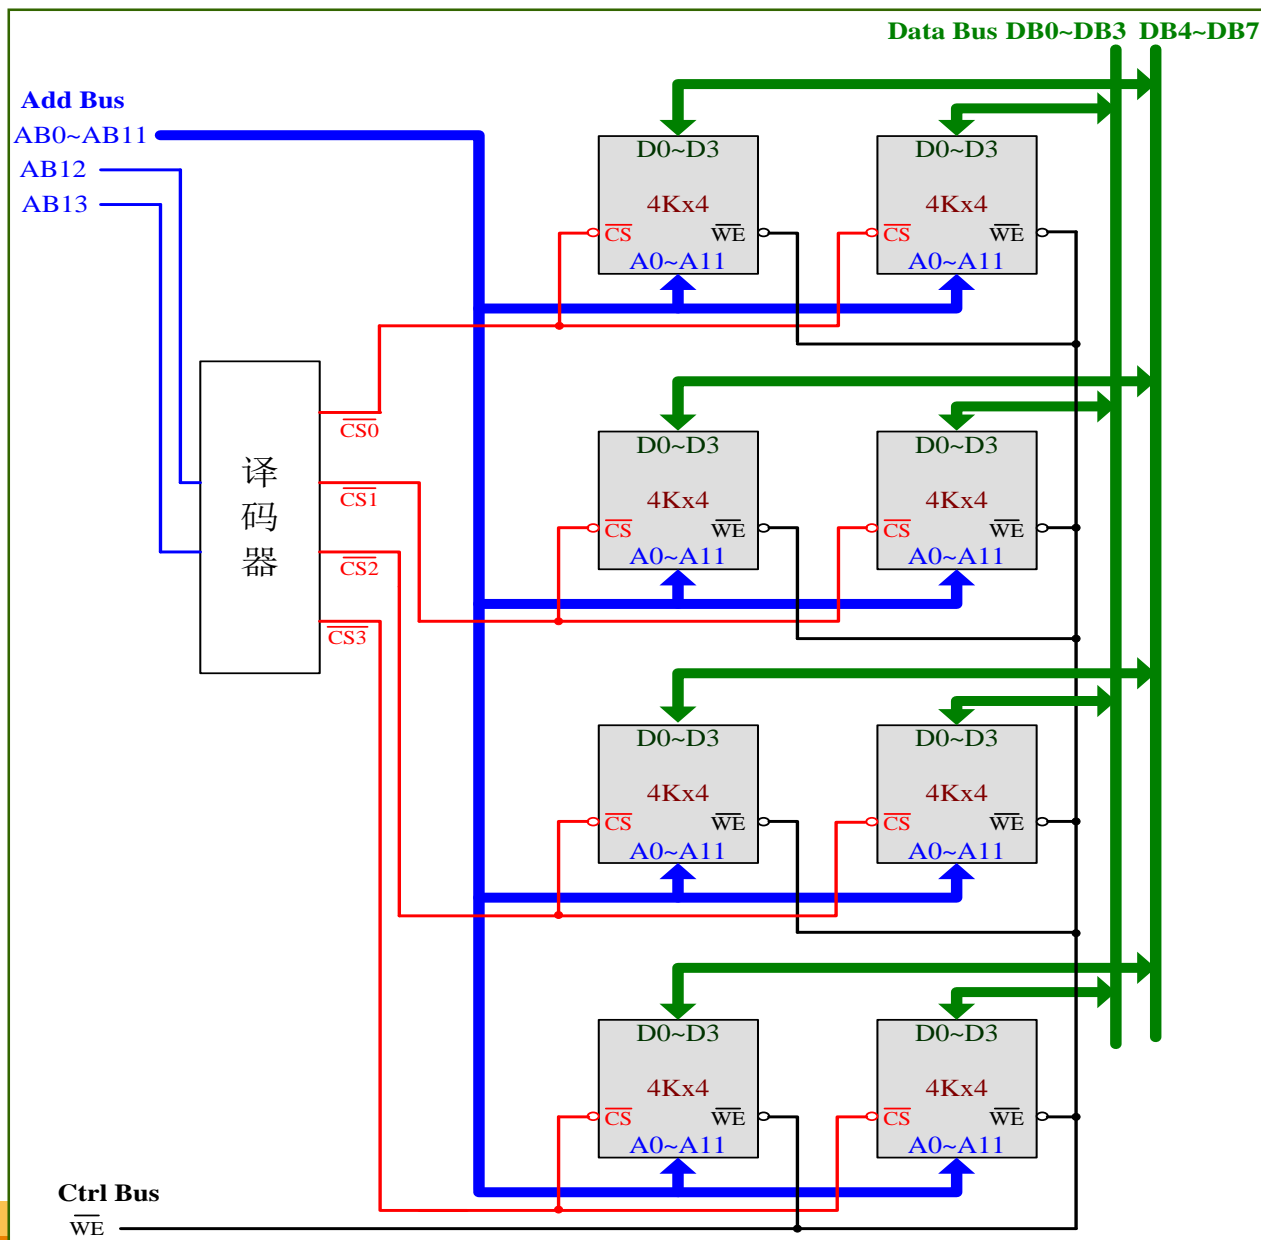 Data Bus DB0~DB3 DB4~DB7
Add Bus
AB0~AB11
AB12
AB13
D0~D3
4Kx4
CS WE
A0~A11
D0~D3
4Kx4
CS WE
A0~A11
译
码
器
CS0
CS1
CS2
CS3
D0~D3
4Kx4
CS WE
A0~A11
D0~D3
4Kx4
CS WE
A0~A11
D0~D3
4Kx4
CS WE
A0~A11
D0~D3
4Kx4
CS WE
A0~A11
D0~D3
4Kx4
CS WE
A0~A11
D0~D3
4Kx4
CS WE
A0~A11
Ctrl Bus
WE